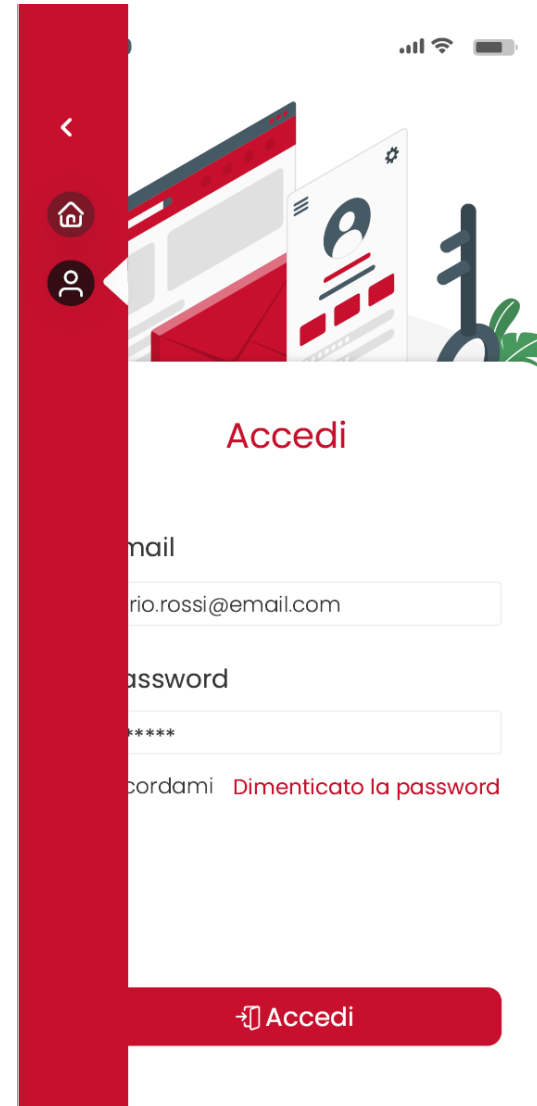 Accedi
mail
rio.rossi@email.com
assword
*****
cordami Dimenticato la password
Accedi